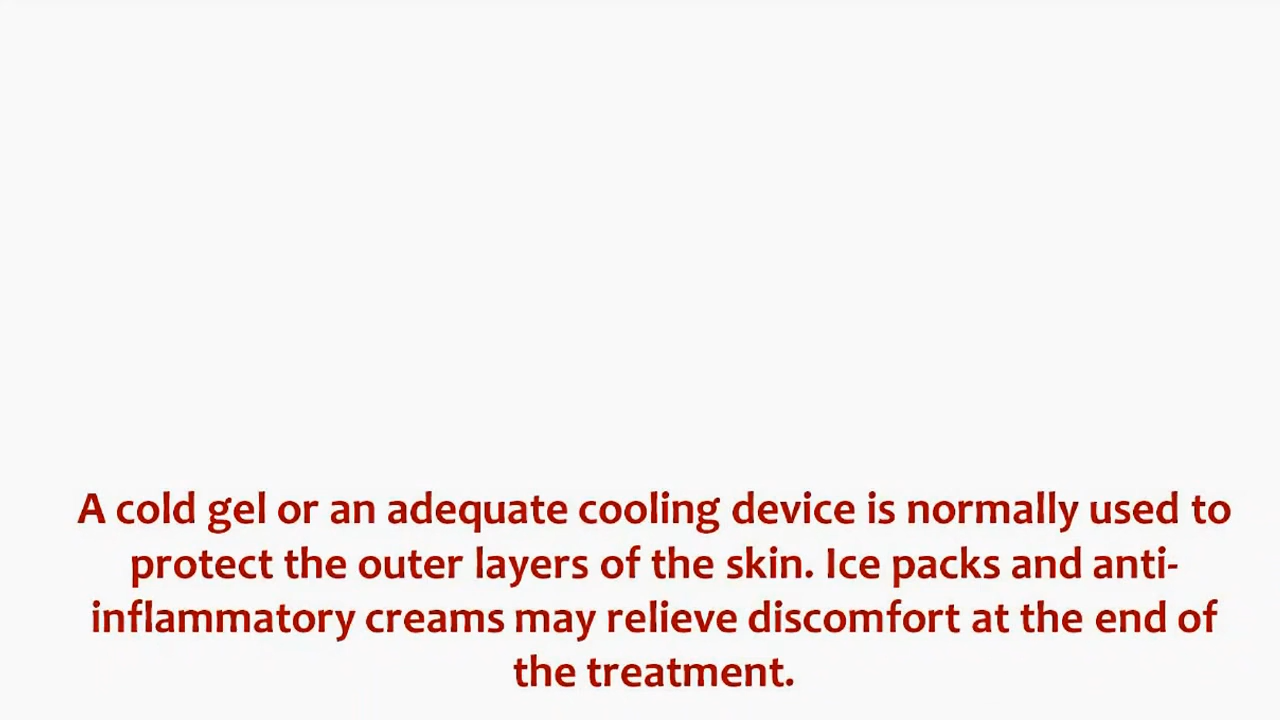 A cold gel or an adequate cooling device is normally used to
protect the outer layers of the skin. Ice packs and anti-
inflammatory creams may relieve discomfort at the end of
the treatment.